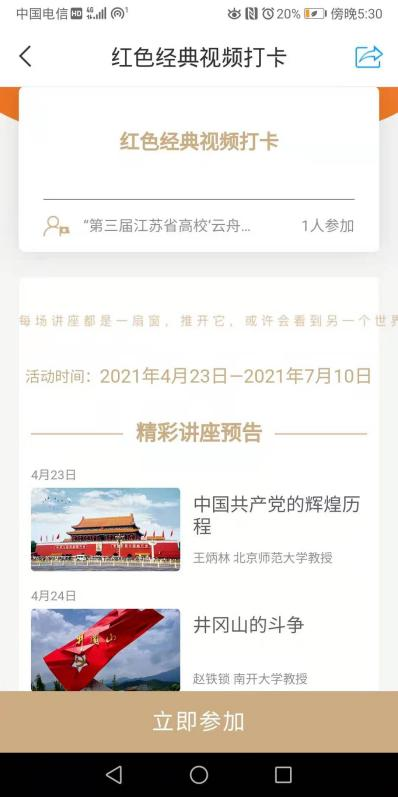 中国电信 HD 4G 1 20% 傍晚5:30
红色经典视频打卡
红色经典视频打卡
“第三届江苏省高校‘云舟... 1人参加
每场讲座都是一扇窗，推开它，或许会看到另一个世界
活动时间：2021年4月23日—2021年7月10日
精彩讲座预告
4月23日
中国共产党的辉煌历
程
王炳林 北京师范大学教授
4月24日
井冈山的斗争
井冈山
赵铁锁 南开大学教授
立即参加